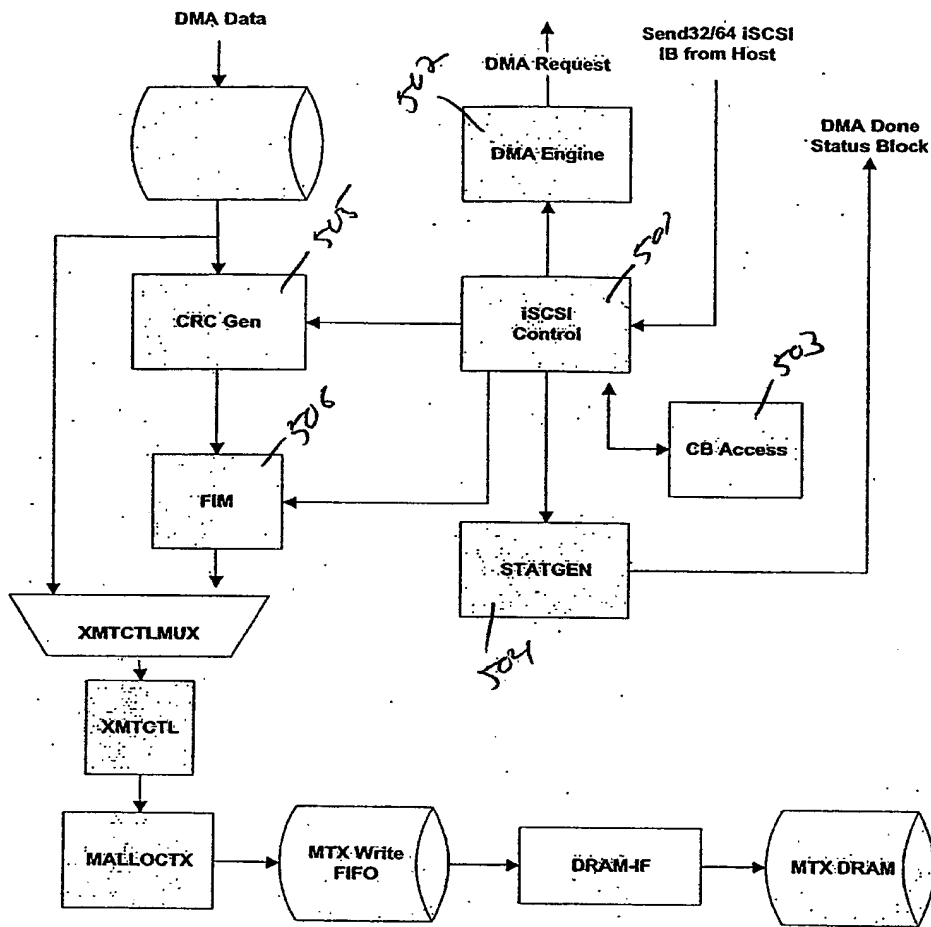 DMA Data
Send32/64 iSCSI
IB from Host
DMA Request
502
DMA Engine
DMA Done
Status Block
505
501
CRC Gen
iSCSI
Control
503
506
CB Access
FIM
STATGEN
504
XMTCTLMUX
XMTCTL
MALLOCTX
MTX Write
FIFO
DRAM-IF
MTX DRAM